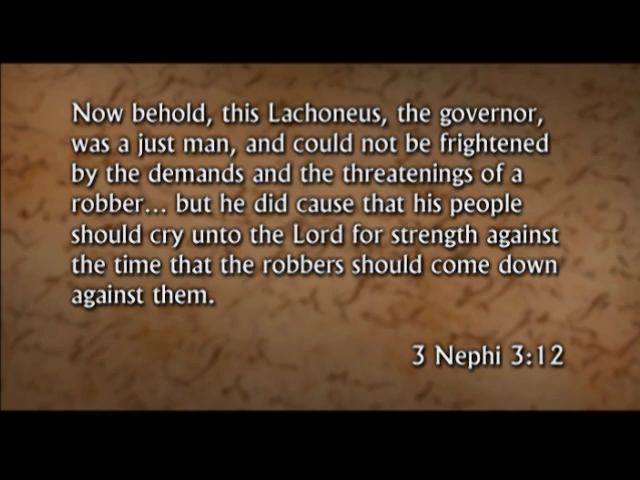 Now behold, this Lachoneus, the governor,
was a just man, and could not be frightened
by the demands and the threatenings of a
robber... but he did cause that his people
should cry unto the Lord for strength against
the time that the robbers should come down
against them.
3 Nephi 3:12